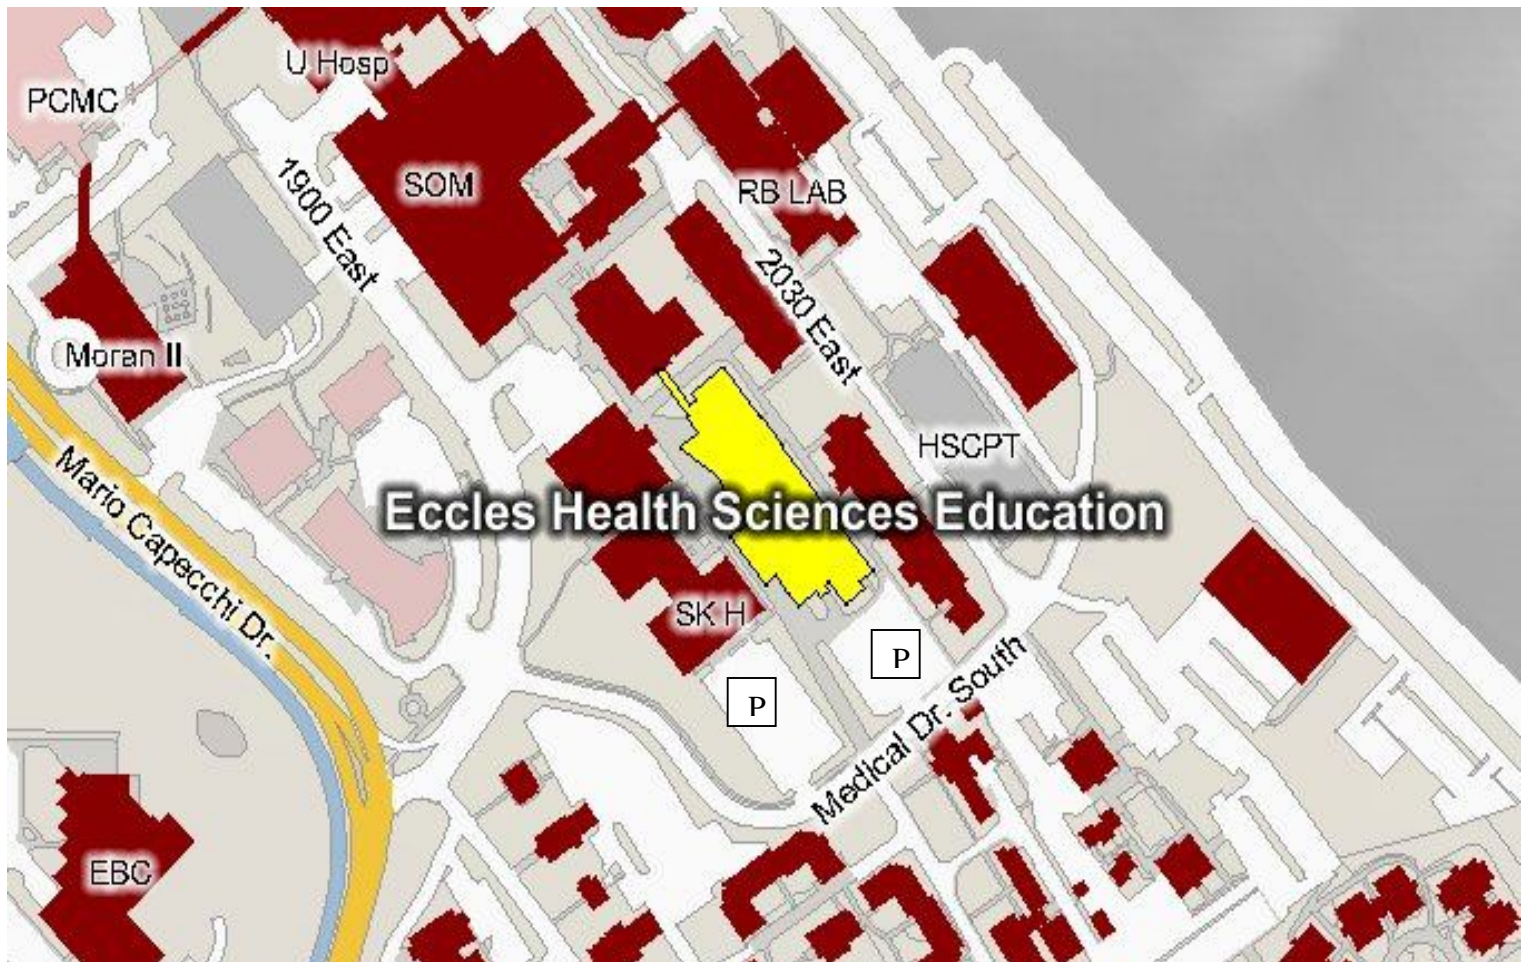 U Hosp
PCMC
SOM
RB LAB
1900 East
2030 East
Moran II
HSCPT
Mario Capecchi Dr.
Eccles Health Sciences Education
SK H
P
P
Medical Dr. South
EBC